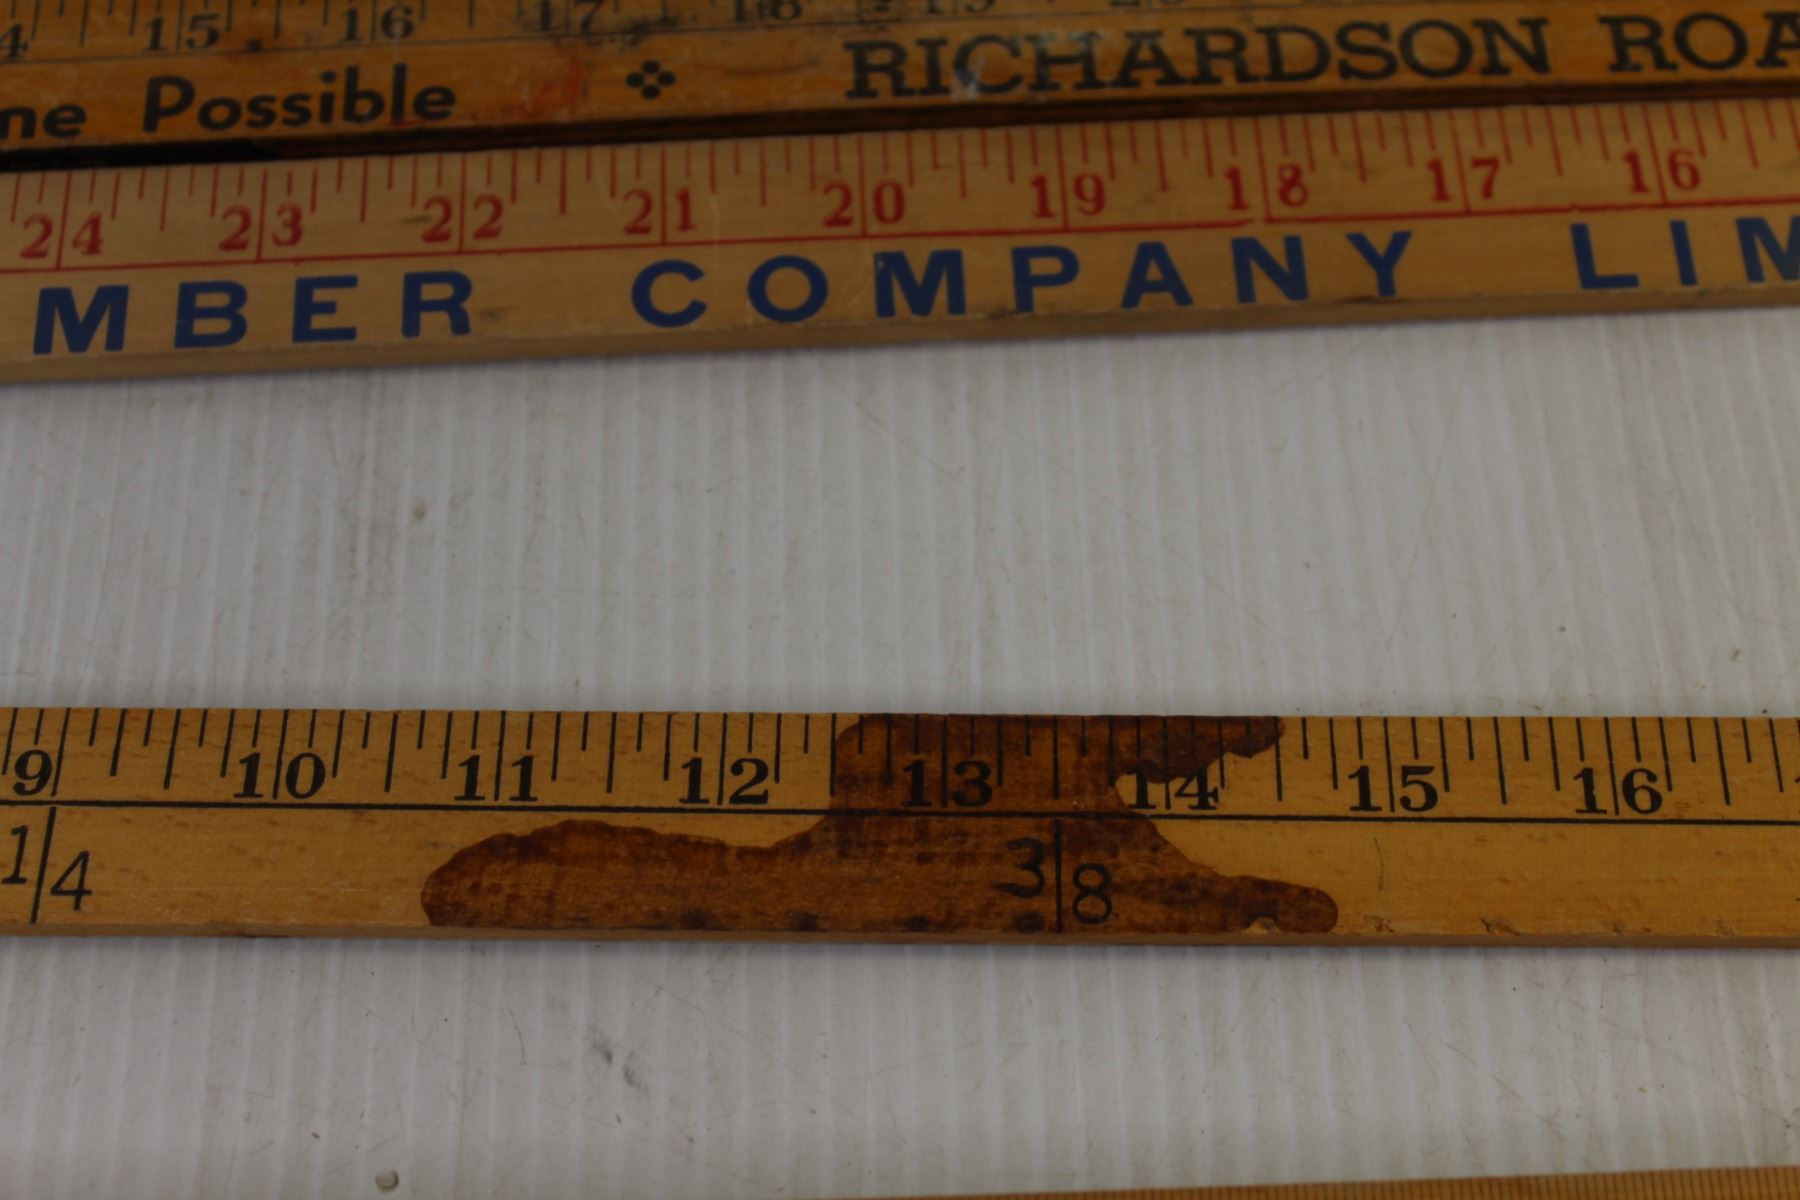 15 16 17 18 19
ne Possible RICHARDSON ROA
24 23 22 21 20 19 18 17 16
MBER COMPANY LIM
9 10 11 12 13 14 15 16
1/4 3/8